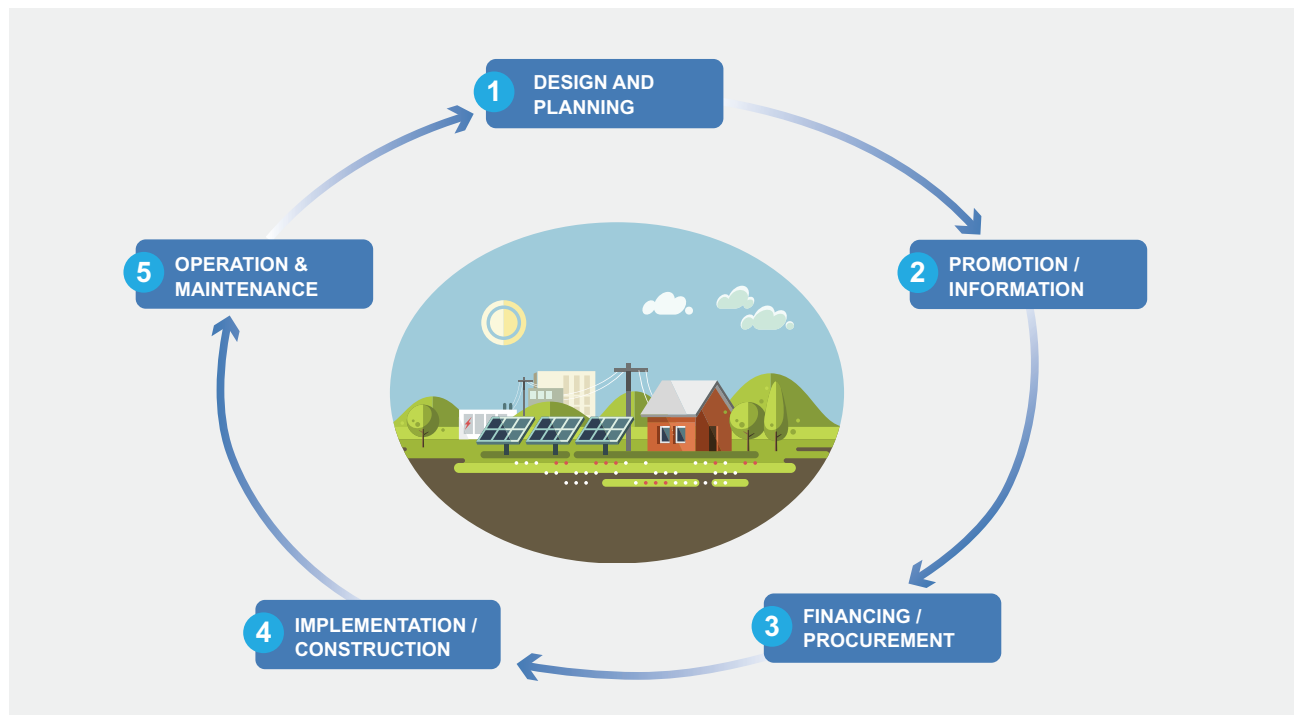 1
DESIGN AND
PLANNING
2
PROMOTION /
INFORMATION
3
FINANCING /
PROCUREMENT
4
IMPLEMENTATION /
CONSTRUCTION
5
OPERATION &
MAINTENANCE